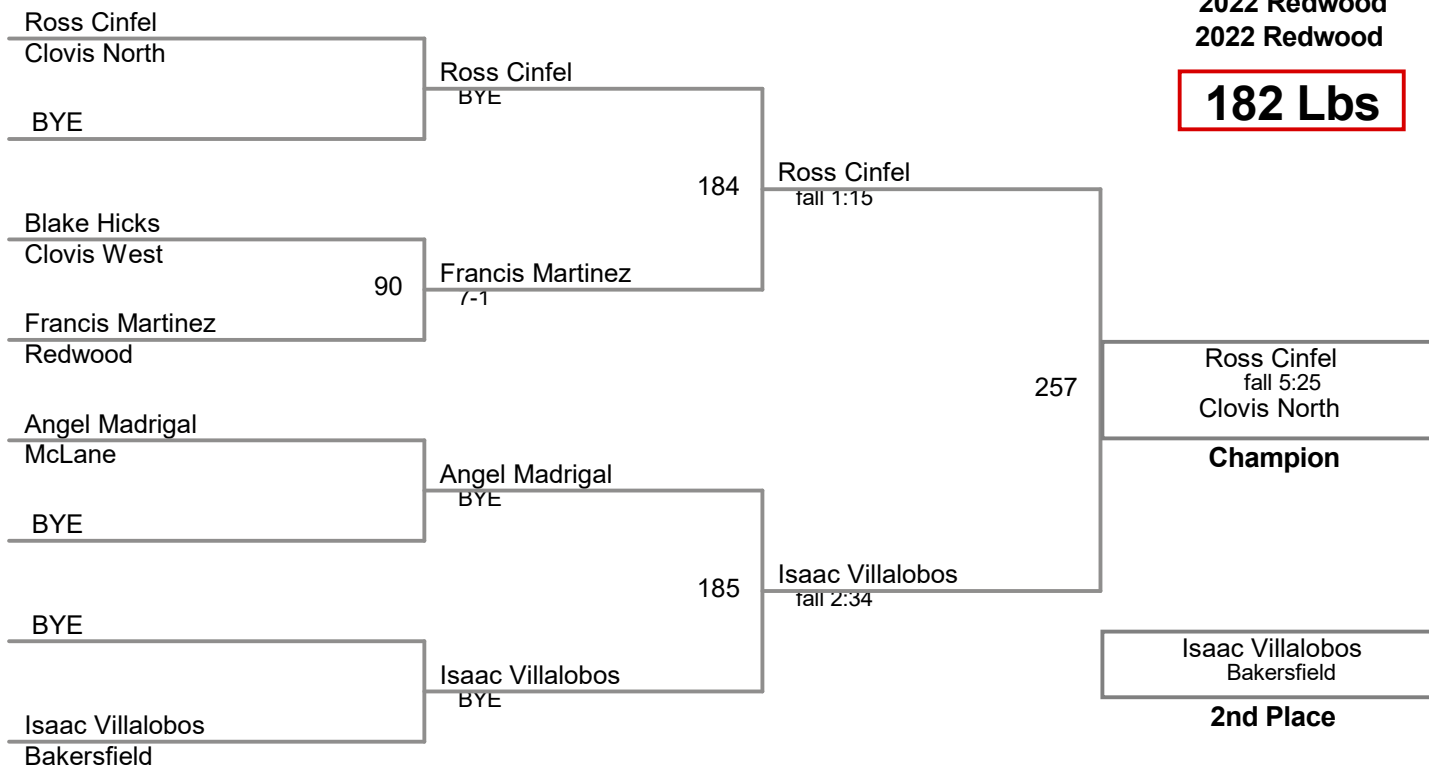 2022 Redwood
2022 Redwood
182 Lbs
Ross Cinfel
Clovis North
BYE
Ross Cinfel
BYE
Blake Hicks
Clovis West
90
Francis Martinez
Redwood
Francis Martinez
7-1
184
Ross Cinfel
fall 1:15
Angel Madrigal
McLane
BYE
Angel Madrigal
BYE
BYE
Isaac Villalobos
Bakersfield
Isaac Villalobos
BYE
185
Isaac Villalobos
fall 2:34
257
Ross Cinfel
fall 5:25
Clovis North
Champion
Isaac Villalobos
Bakersfield
2nd Place